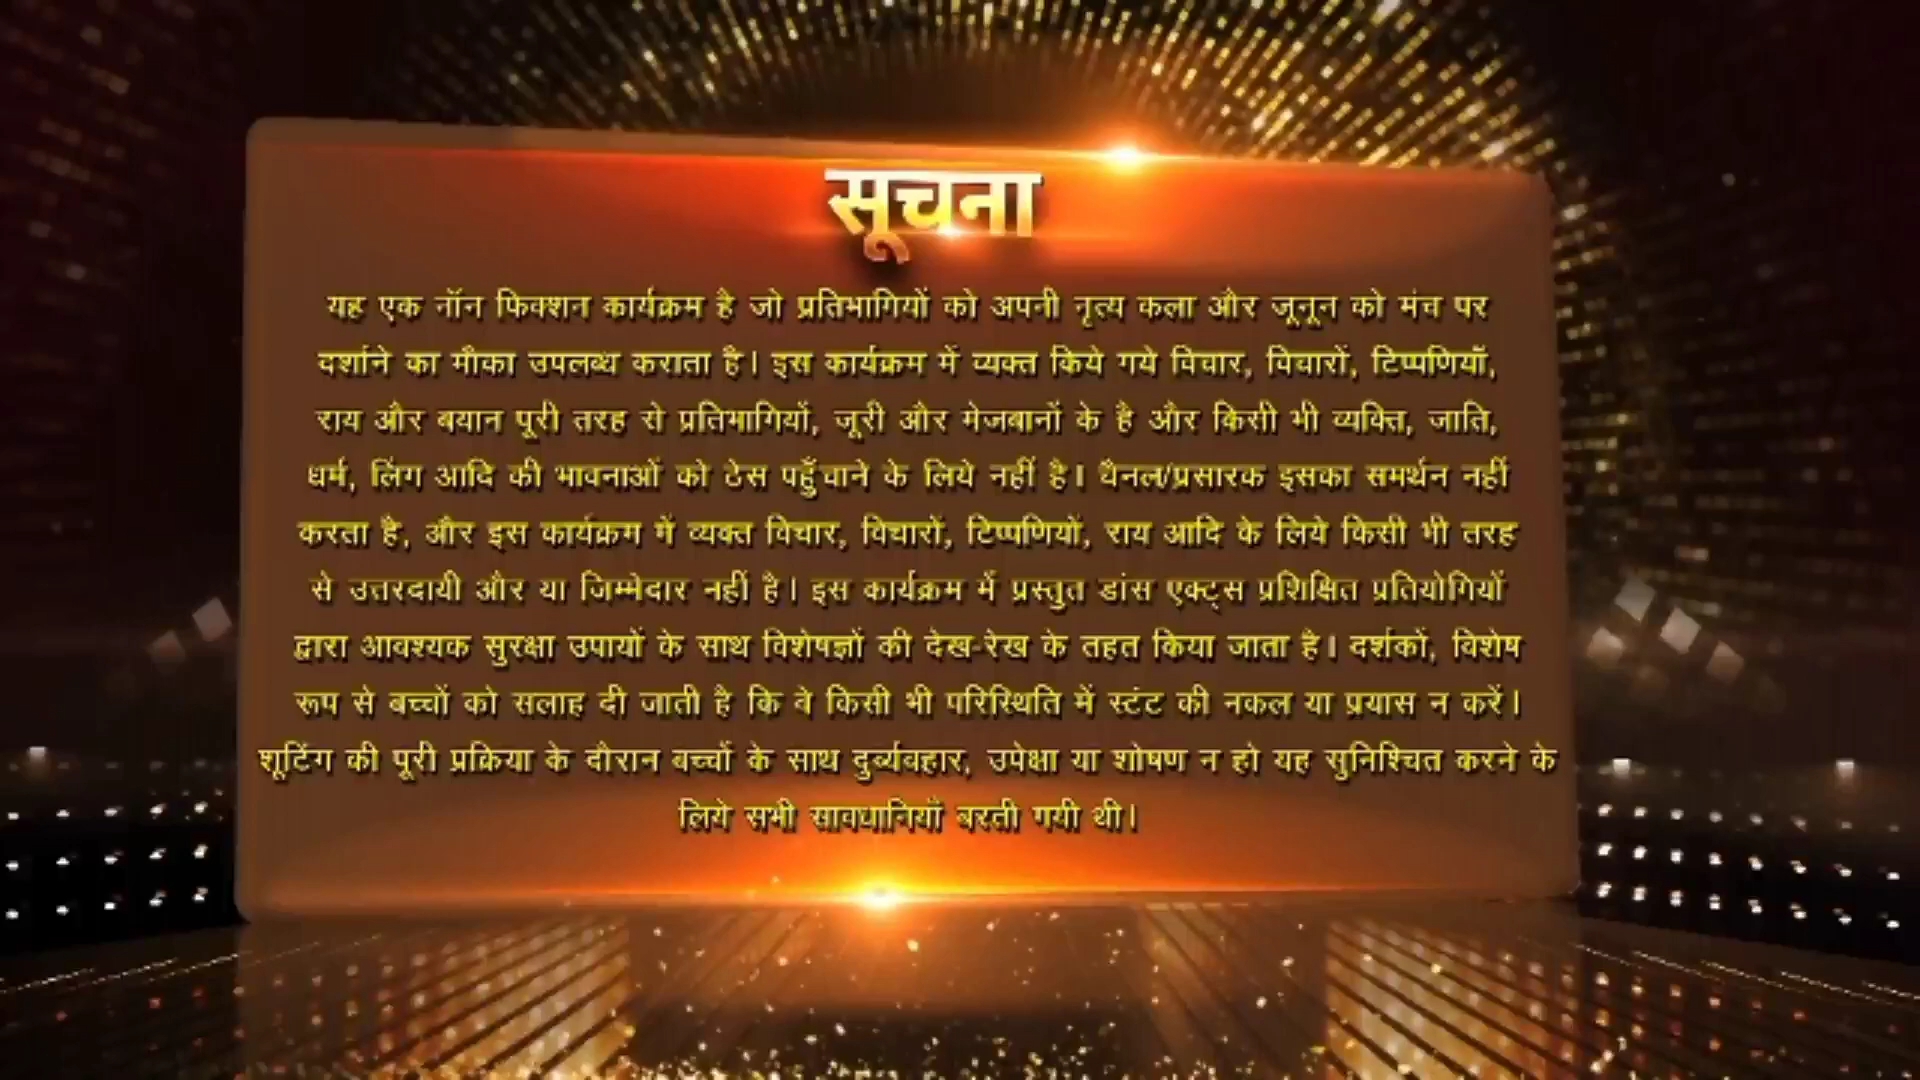 सूचना
यह एक नॉन फिक्शन कार्यक्रम है जो प्रतिभागियों को अपनी नृत्य कला और जूनून को मंच पर
दर्शाने का मौका उपलब्ध कराता है। इस कार्यक्रम में व्यक्त किये गये विचार, विचारों, टिप्पणियाँ,
राय और बयान पूरी तरह से प्रतिभागियों, जूरी और मेजबानों के है और किसी भी व्यक्ति, जाति,
धर्म, लिंग आदि की भावनाओं को ठेस पहुँचाने के लिये नहीं है। चैनल/प्रसारक इसका समर्थन नहीं
करता है, और इस कार्यक्रम में व्यक्त विचार, विचारों, टिप्पणियों, राय आदि के लिये किसी भी तरह
से उत्तरदायी और या जिम्मेदार नहीं है। इस कार्यक्रम में प्रस्तुत डांस एक्ट्स प्रशिक्षित प्रतियोगियों
द्वारा आवश्यक सुरक्षा उपायों के साथ विशेषज्ञों की देख-रेख के तहत किया जाता है। दर्शकों, विशेष
रूप से बच्चों को सलाह दी जाती है कि वे किसी भी परिस्थिति में स्टंट की नकल या प्रयास न करें।
शूटिंग की पूरी प्रक्रिया के दौरान बच्चों के साथ दुर्व्यवहार, उपेक्षा या शोषण न हो यह सुनिश्चित करने के
लिये सभी सावधानियाँ बरती गयी थी।